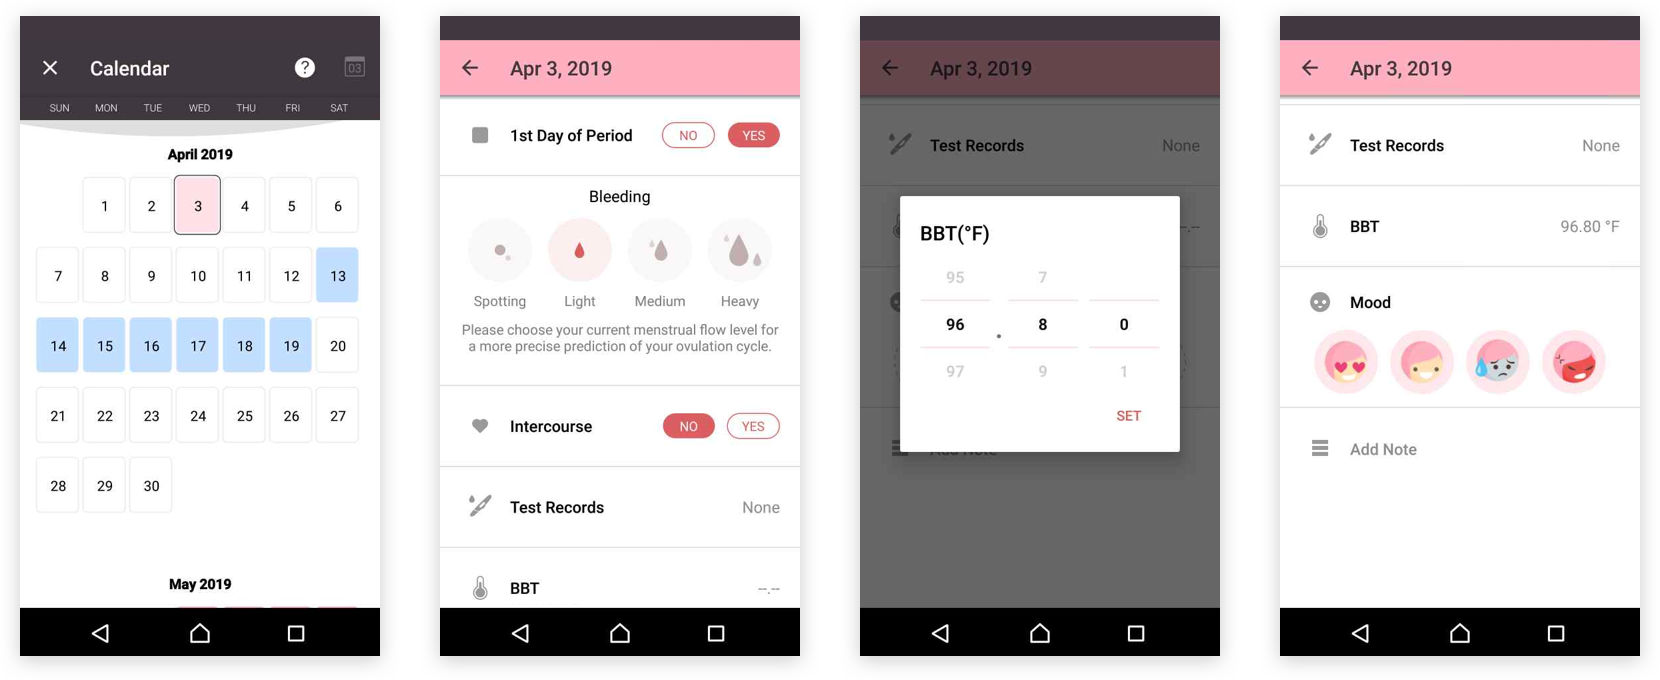 Calendar
?
03
SUN MON TUE WED THU FRI SAT
April 2019
1 2 3 4 5 6
7 8 9 10 11 12 13
14 15 16 17 18 19 20
21 22 23 24 25 26 27
28 29 30
May 2019
Apr 3, 2019
1st Day of Period NO YES
Bleeding
Spotting Light Medium Heavy
Please choose your current menstrual flow level for
a more precise prediction of your ovulation cycle.
Intercourse NO YES
Test Records None
BBT --.--
Apr 3, 2019
Test Records None
BBT(°F)
95 7
96 . 8 0
97 9 1
SET
Add Note
Apr 3, 2019
Test Records None
BBT 96.80 °F
Mood
Add Note